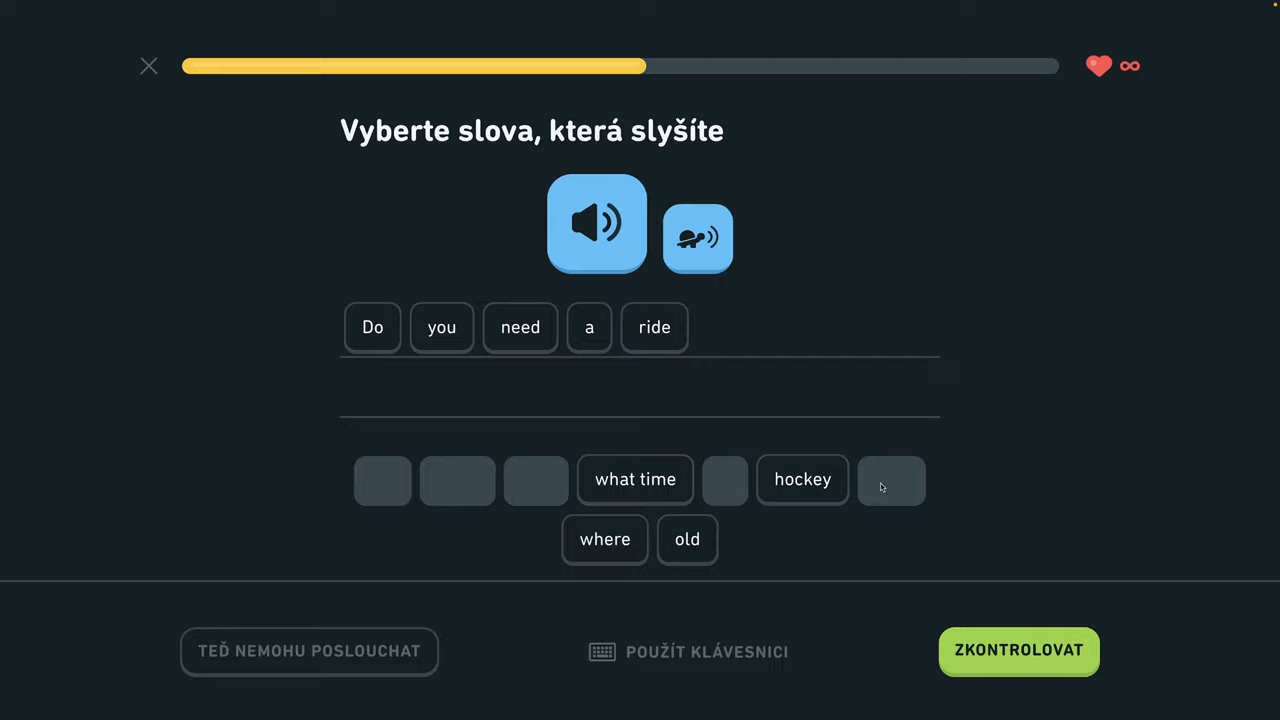 Vyberte slova, která slyšíte
Do you need a ride
what time hockey
where old
TEĎ NEMOHU POSLOUCHAT POUŽÍT KLÁVESNICI ZKONTROLOVAT